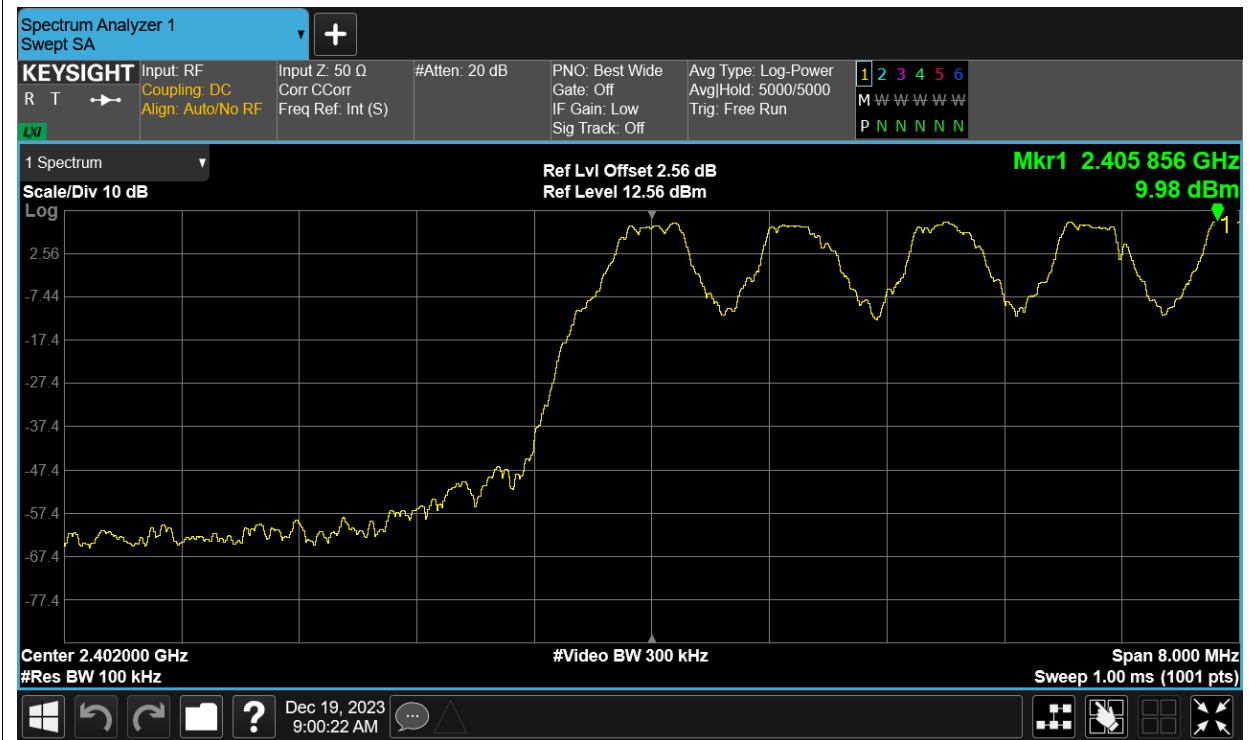 Spectrum Analyzer 1
Swept SA
KEYSIGHT
R T
LXI
Input: RF
Coupling: DC
Align: Auto/No RF
Input Z: 50 Ω
Corr CCorr
Freq Ref: Int (S)
#Atten: 20 dB
PNO: Best Wide
Gate: Off
IF Gain: Low
Sig Track: Off
Avg Type: Log-Power
Avg|Hold: 5000/5000
Trig: Free Run
1 2 3 4 5 6
M W W W W W
P N N N N N
1 Spectrum
Scale/Div 10 dB
Log
Ref Lvl Offset 2.56 dB
Ref Level 12.56 dBm
Mkr1 2.405 856 GHz
9.98 dBm
1
2.56
-7.44
-17.4
-27.4
-37.4
-47.4
-57.4
-67.4
-77.4
Center 2.402000 GHz
#Res BW 100 kHz
#Video BW 300 kHz
Span 8.000 MHz
Sweep 1.00 ms (1001 pts)
?
Dec 19, 2023
9:00:22 AM